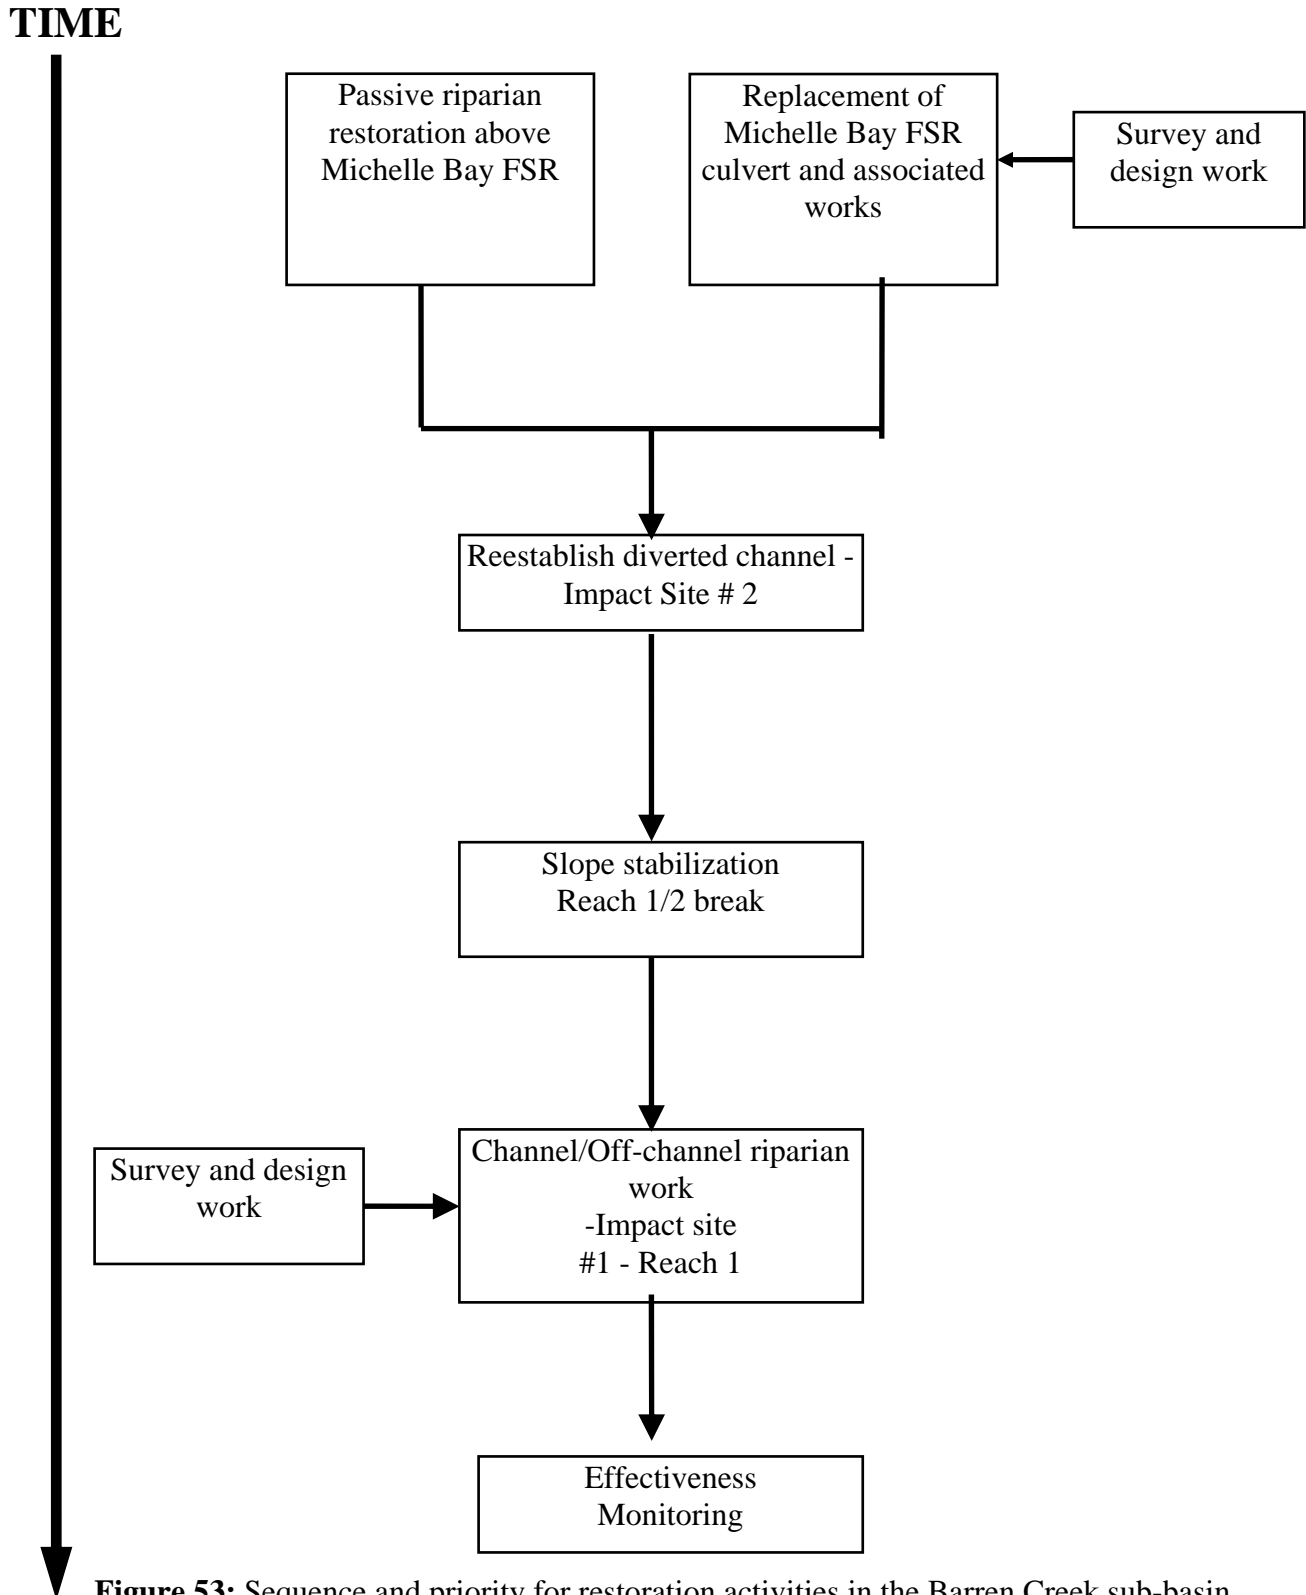 TIME
Passive riparian
restoration above
Michelle Bay FSR
Replacement of
Michelle Bay FSR
culvert and associated
works
Survey and
design work
Reestablish diverted channel -
Impact Site # 2
Slope stabilization
Reach 1/2 break
Survey and design
work
Channel/Off-channel riparian
work
-Impact site
#1 - Reach 1
Effectiveness
Monitoring
Figure 53: Sequence and priority for restoration activities in the Barren Creek sub-basin